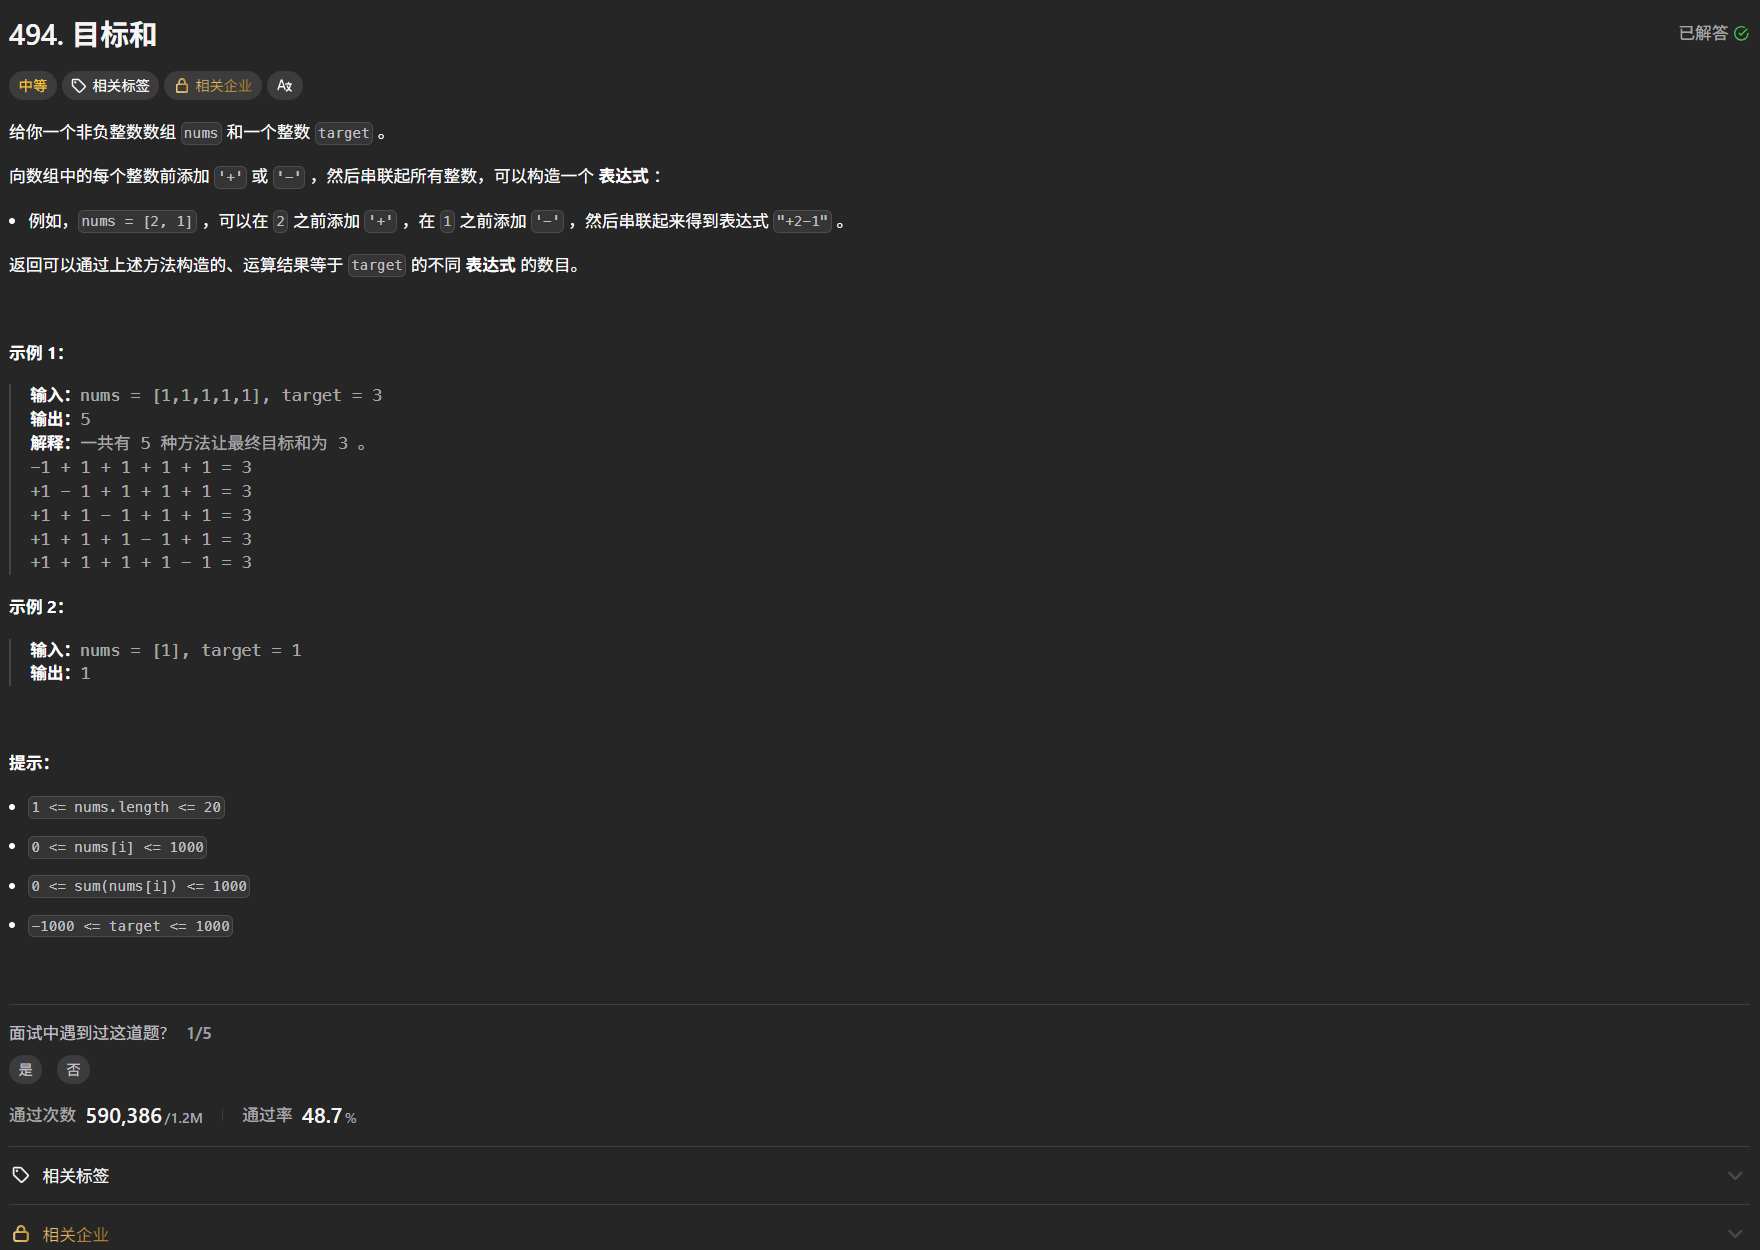 494. 目标和
已解答
中等 相关标签 相关企业
给你一个非负整数数组 nums 和一个整数 target 。
向数组中的每个整数前添加 '+' 或 '-' ，然后串联起所有整数，可以构造一个 表达式 ：
例如，nums = [2, 1] ，可以在 2 之前添加 '+' ，在 1 之前添加 '-' ，然后串联起来得到表达式 "+2-1" 。
返回可以通过上述方法构造的、运算结果等于 target 的不同 表达式 的数目。
示例 1：
输入：nums = [1,1,1,1,1], target = 3
输出：5
解释：一共有 5 种方法让最终目标和为 3 。
-1 + 1 + 1 + 1 + 1 = 3
+1 - 1 + 1 + 1 + 1 = 3
+1 + 1 - 1 + 1 + 1 = 3
+1 + 1 + 1 - 1 + 1 = 3
+1 + 1 + 1 + 1 - 1 = 3
示例 2：
输入：nums = [1], target = 1
输出：1
提示：
1 <= nums.length <= 20
0 <= nums[i] <= 1000
0 <= sum(nums[i]) <= 1000
-1000 <= target <= 1000
面试中遇到过这道题? 1/5
是 否
通过次数 590,386/1.2M 通过率 48.7%
相关标签
相关企业